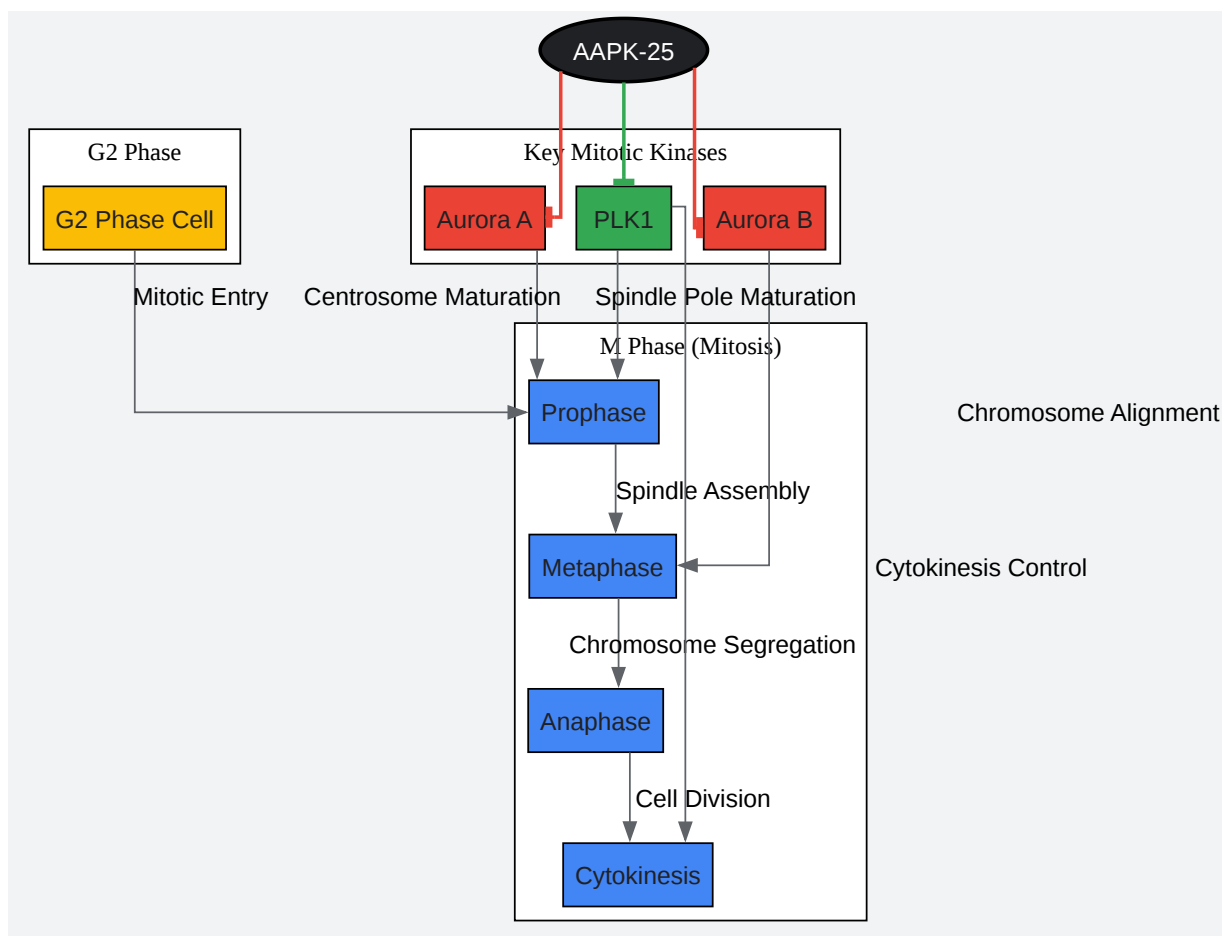 AAPK-25
G2 Phase
Key Mitotic Kinases
G2 Phase Cell
Aurora A
PLK1
Aurora B
Mitotic Entry
Centrosome Maturation
Spindle Pole Maturation
M Phase (Mitosis)
Prophase
Chromosome Alignment
Spindle Assembly
Metaphase
Cytokinesis Control
Chromosome Segregation
Anaphase
Cell Division
Cytokinesis